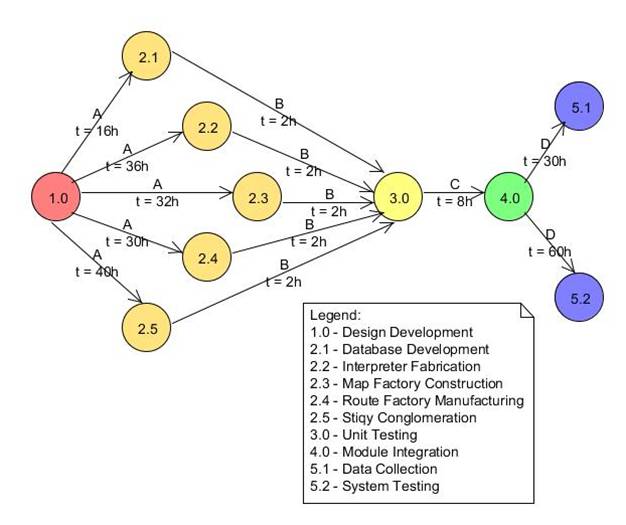 2.1
A
t = 16h
B
t = 2h
5.1
2.2
A
t = 36h
B
t = 2h
D
t = 30h
1.0
A
t = 32h
2.3
B
t = 2h
3.0
C
t = 8h
4.0
A
t = 30h
2.4
B
t = 2h
D
t = 60h
A
t = 40h
B
t = 2h
5.2
2.5
Legend:
1.0 - Design Development
2.1 - Database Development
2.2 - Interpreter Fabrication
2.3 - Map Factory Construction
2.4 - Route Factory Manufacturing
2.5 - Stiqy Conglomeration
3.0 - Unit Testing
4.0 - Module Integration
5.1 - Data Collection
5.2 - System Testing